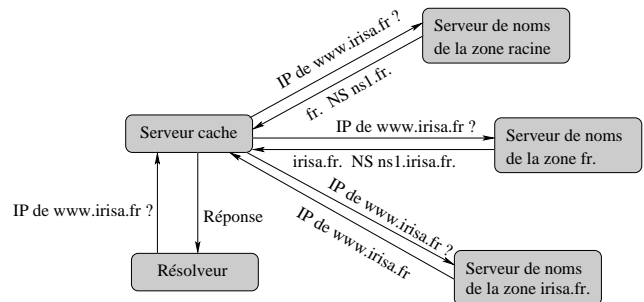 Serveur de noms
de la zone racine
IP de www.irisa.fr ?
fr. NS ns1.fr.
Serveur cache
IP de www.irisa.fr ?
irisa.fr. NS ns1.irisa.fr.
Serveur de noms
de la zone fr.
IP de www.irisa.fr ?
Réponse
IP de www.irisa.fr ?
IP de www.irisa.fr
Résolveur
Serveur de noms
de la zone irisa.fr.